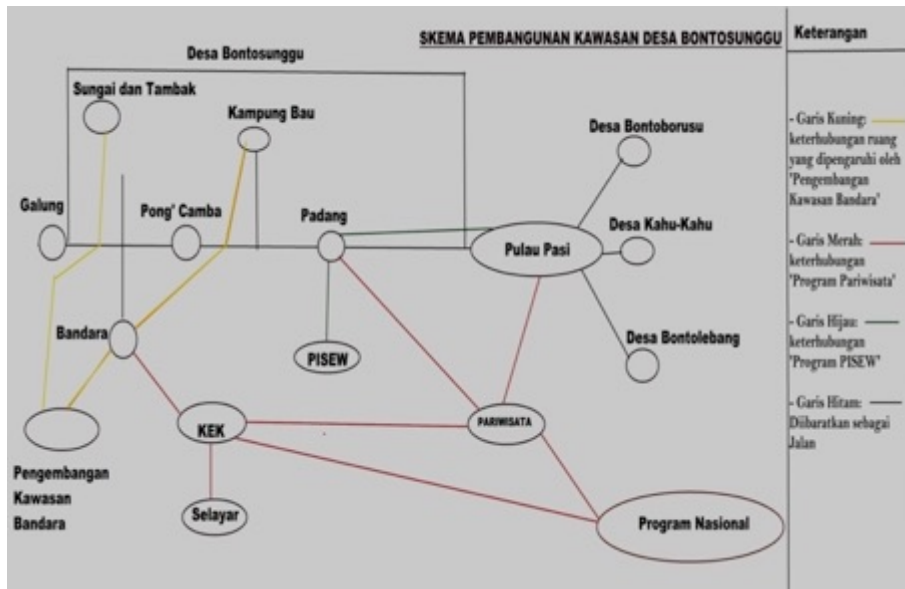 SKEMA PEMBANGUNAN KAWASAN DESA BONTOSUNGGU
Keterangan
Desa Bontosunggu
Sungai dan Tambak
Kampung Bau
Desa Bontoborusu
Galung
Pong' Camba
Padang
Pulau Pasi
Desa Kahu-Kahu
Bandara
PISEW
Desa Bontolebang
KEK
PARIWISATA
Pengembangan
Kawasan
Bandara
Selayar
Program Nasional
- Garis Kuning:
keterhubungan ruang
yang dipengaruhi oleh
"Pengembangan
Kawasan Bandara"
- Garis Merah:
keterhubungan
"Program Pariwisata"
- Garis Hijau:
keterhubungan
"Program PISEW"
- Garis Hitam:
Diibaratkan sebagai
Jalan